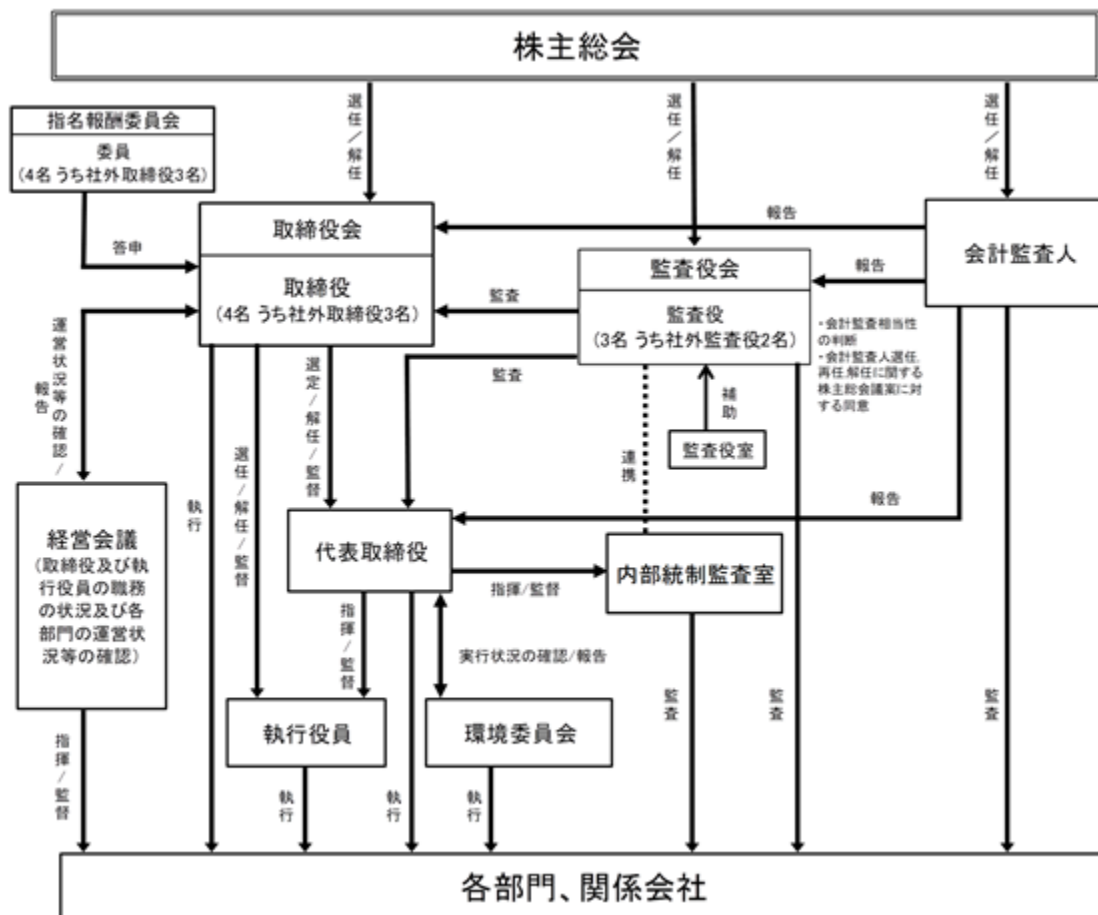 株主総会
選任/解任
選任/解任
選任/解任
指名報酬委員会
委員
(4名 うち社外取締役3名)
答申
取締役会
取締役
(4名 うち社外取締役3名)
報告
会計監査人
監査役会
監査役
(3名 うち社外監査役2名)
報告
監査
監査
・会計監査相当性
の判断
・会計監査人選任,
再任,解任に関する
株主総会議案に対
する同意
補助
監査役室
連携
運営状況等の確認/
報告
選定/解任/監督
選任/解任/監督
執行
報告
経営会議
(取締役及び執
行役員の職務
の状況及び各
部門の運営状
況等の確認)
代表取締役
指揮/監督
内部統制監査室
指揮/監督
実行状況の確認/報告
執行役員
環境委員会
監査
監査
監査
指揮/監督
執行
執行
執行
各部門、関係会社